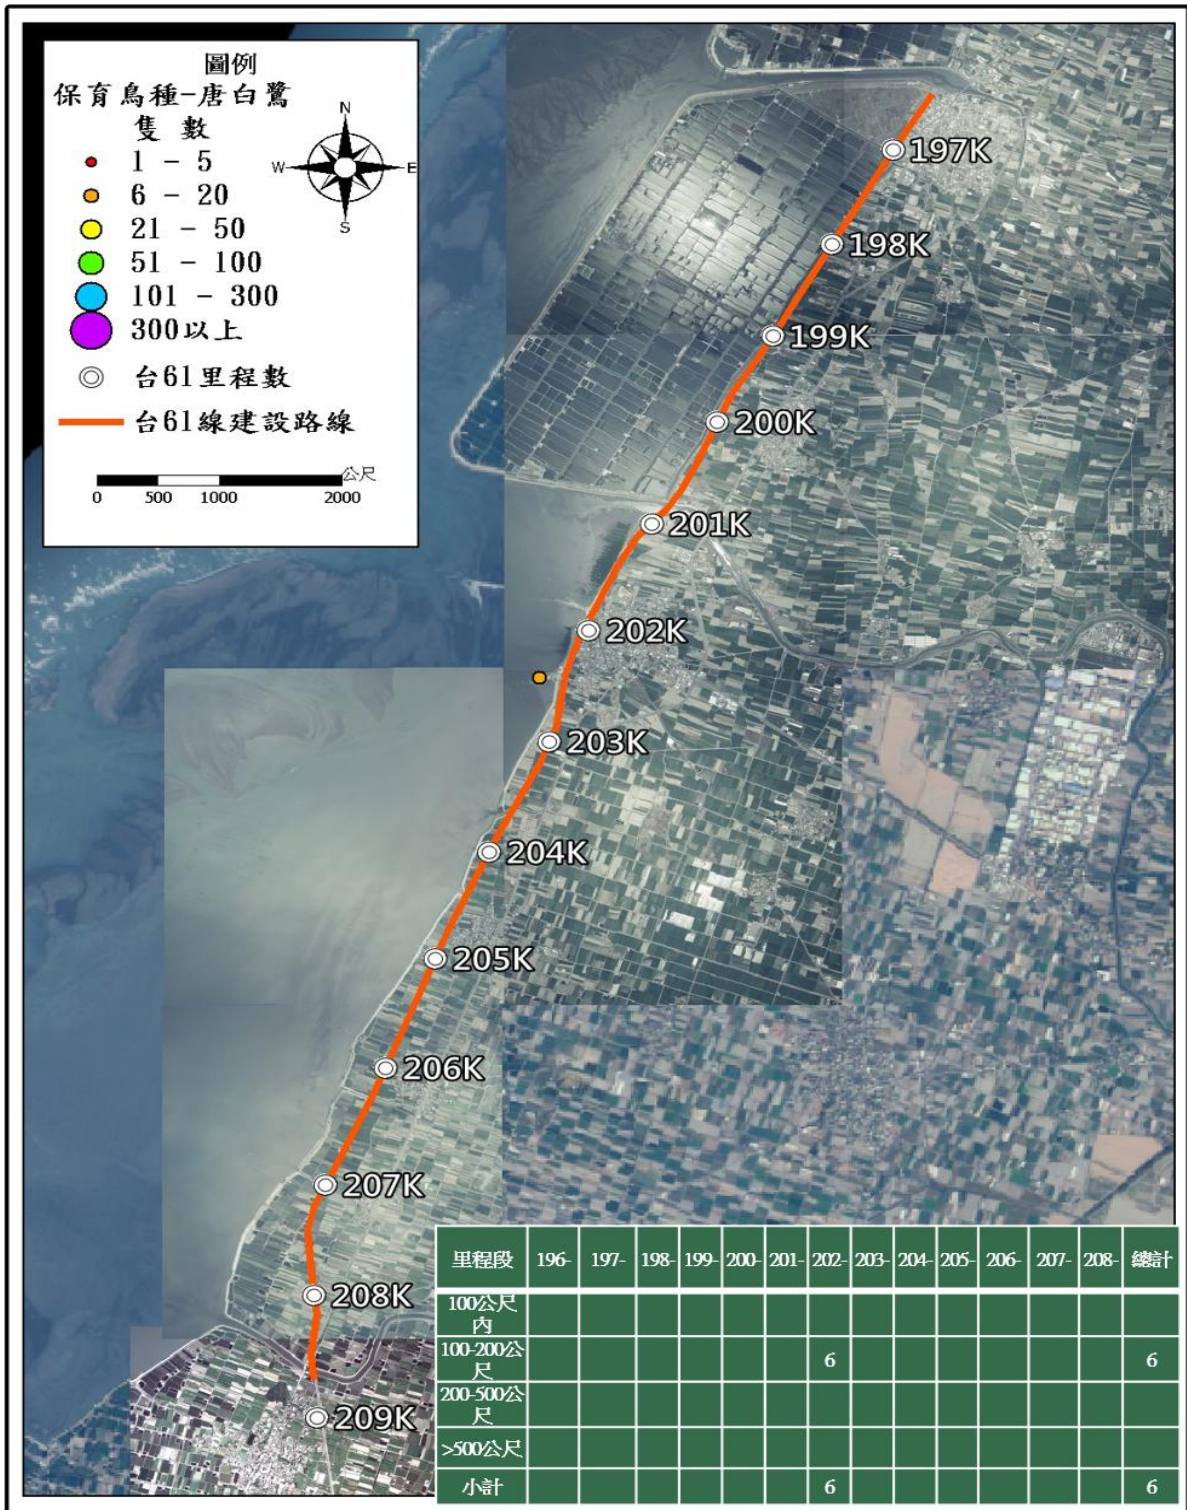 圖例
保育鳥種-唐白鷺
隻 數
1 - 5
6 - 20
21 - 50
51 - 100
101 - 300
300以上
台61里程數
台61線建設路線
N
W
E
S
公尺
0 500 1000 2000
197K
198K
199K
200K
201K
202K
203K
204K
205K
206K
207K
208K
209K
里程段 196- 197- 198- 199- 200- 201- 202- 203- 204- 205- 206- 207- 208- 總計
100公尺
內
100-200公
尺 6 6
200-500公
尺
>500公尺
小計 6 6